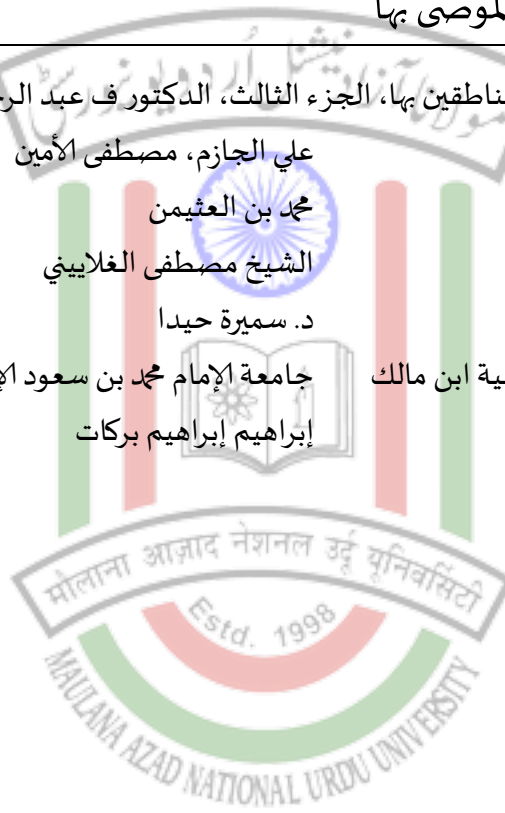 لموصى بها
ناطقين بها، الجزء الثالث، الدكتور ف عبد الر
علي الجازم، مصطفى الأمين
محمد بن العثيمن
الشيخ مصطفى الغلاييني
د. سميرة حيدا
ية ابن مالك جامعة الإمام محمد بن سعود الإ
إبراهيم إبراهيم بركات
मौलाना आज़ाद नेशनल उर्दू यूनिवर्सिटी
Estd. 1998
MAULANA AZAD NATIONAL URDU UNIVERSITY